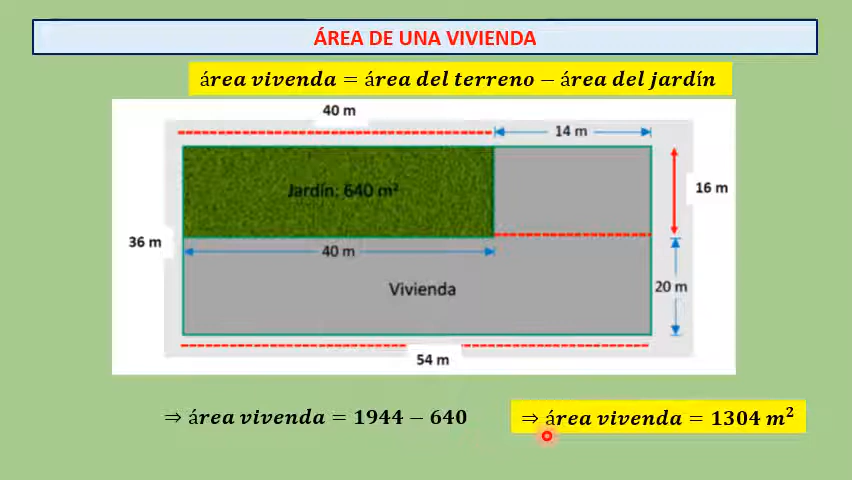 ÁREA DE UNA VIVIENDA
área vivenda = área del terreno − área del jardín
40 m
14 m
Jardín: 640 m²
16 m
36 m
40 m
Vivienda
20 m
54 m
⇒ área vivenda = 1944 − 640
⇒ área vivenda = 1304 m²